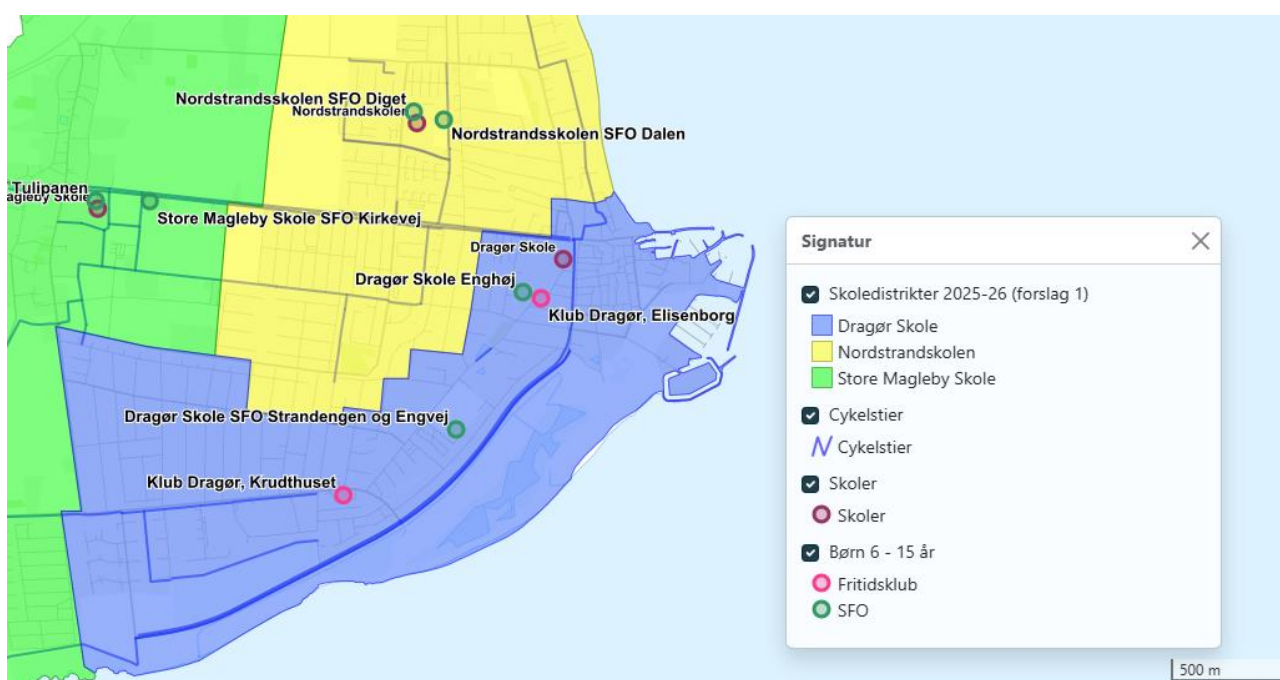 Nordstrandsskolen SFO Diget
Nordstrandskolen
Nordstrandsskolen SFO Dalen
Tulipanen
Magleby Skole
Store Magleby Skole SFO Kirkevej
Dragør Skole
Dragør Skole Enghøj
Klub Dragør, Elisenborg
Dragør Skole SFO Strandengen og Engvej
Klub Dragør, Krudthuset
Signatur
Skoledistrikter 2025-26 (forslag 1)
Dragør Skole
Nordstrandskolen
Store Magleby Skole
Cykelstier
Cykelstier
Skoler
Skoler
Børn 6 - 15 år
Fritidsklub
SFO
500 m